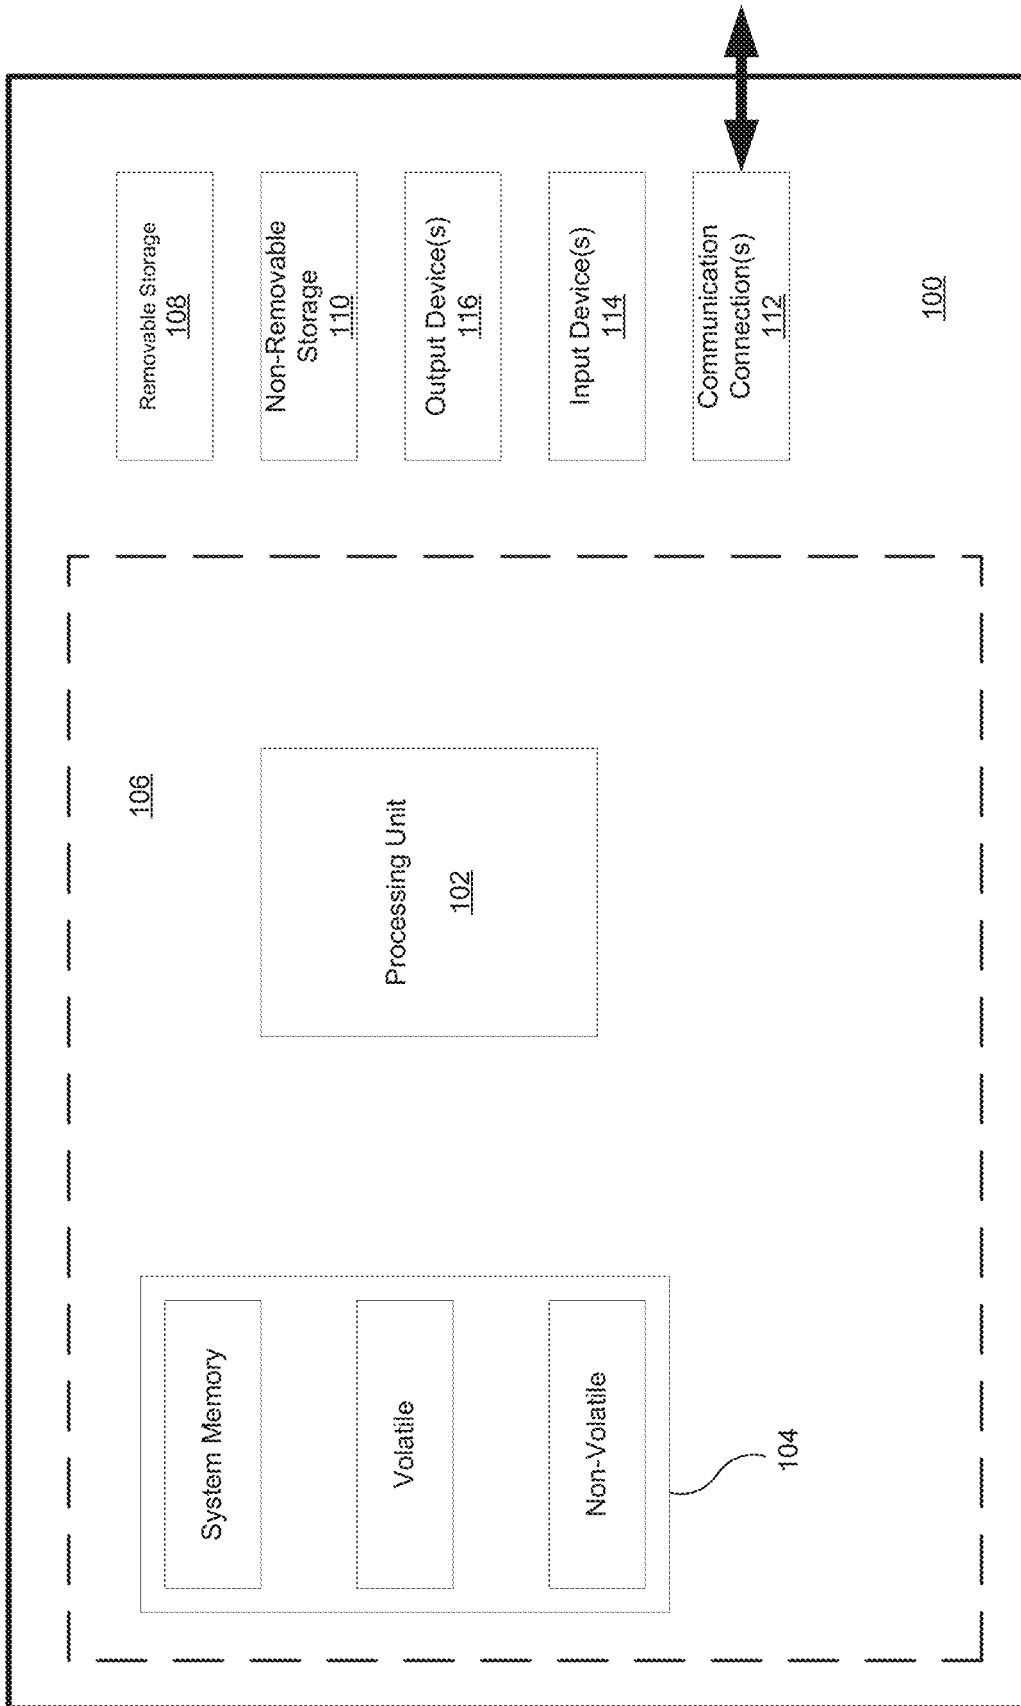 106
System Memory
Volatile
Non-Volatile
104
Processing Unit
102
Removable Storage
108
Non-Removable
Storage
110
Output Device(s)
116
Input Device(s)
114
Communication
Connection(s)
112
100